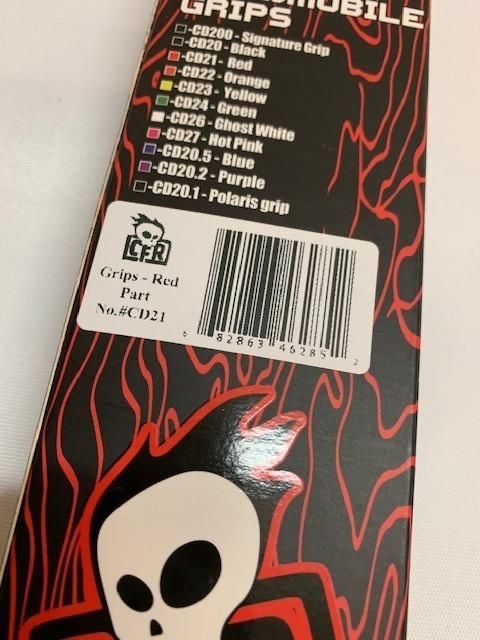 GRIPS
-CD200 - Signature Grip
-CD20 - Black
-CD21 - Red
-CD22 - Orange
-CD23 - Yellow
-CD24 - Green
-CD26 - Ghost White
-CD27 - Hot Pink
-CD20.5 - Blue
-CD20.2 - Purple
-CD20.1 - Polaris grip
CFR
Grips - Red
Part
No.#CD21
6 82863 46285 2